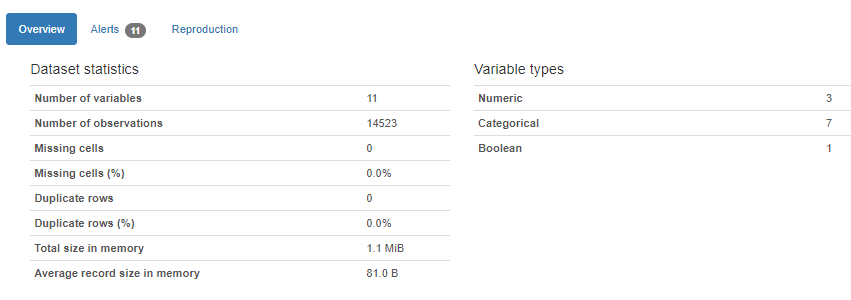 Overview Alerts 11 Reproduction
Dataset statistics
Number of variables 11
Number of observations 14523
Missing cells 0
Missing cells (%) 0.0%
Duplicate rows 0
Duplicate rows (%) 0.0%
Total size in memory 1.1 MiB
Average record size in memory 81.0 B
Variable types
Numeric 3
Categorical 7
Boolean 1